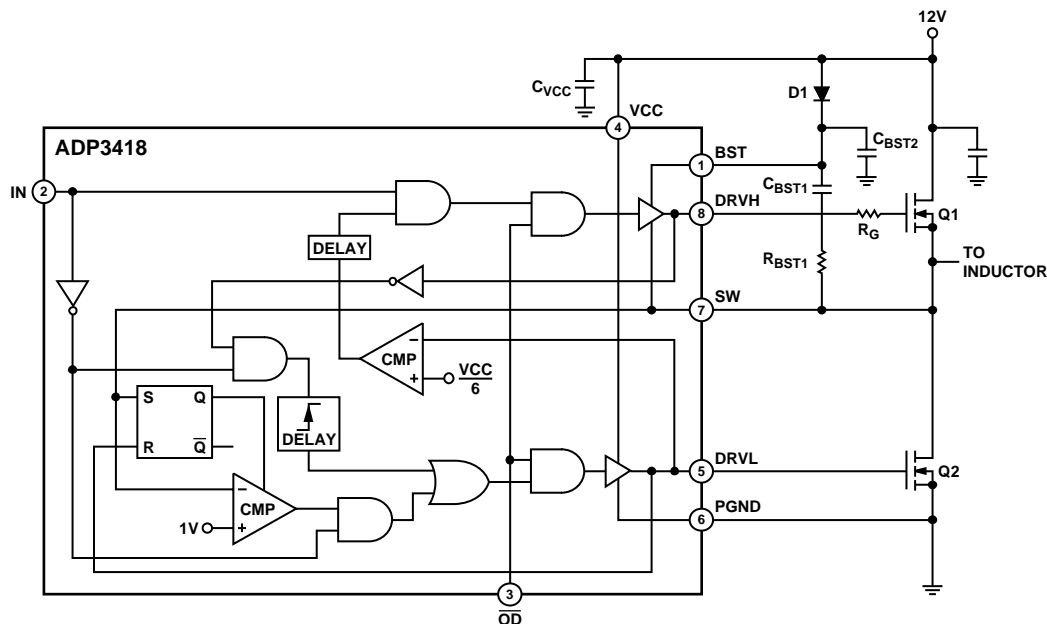 12V
D1
CVCC
VCC
4
ADP3418
BST
1
CBST2
IN
2
CBST1
DRVH
8
Q1
RG
DELAY
RBST1
TO
INDUCTOR
SW
7
CMP
−
+
VCC
6
S
Q
R
Q̅
DELAY
DRVL
5
Q2
−
CMP
+
1V
PGND
6
3
O̅D̅